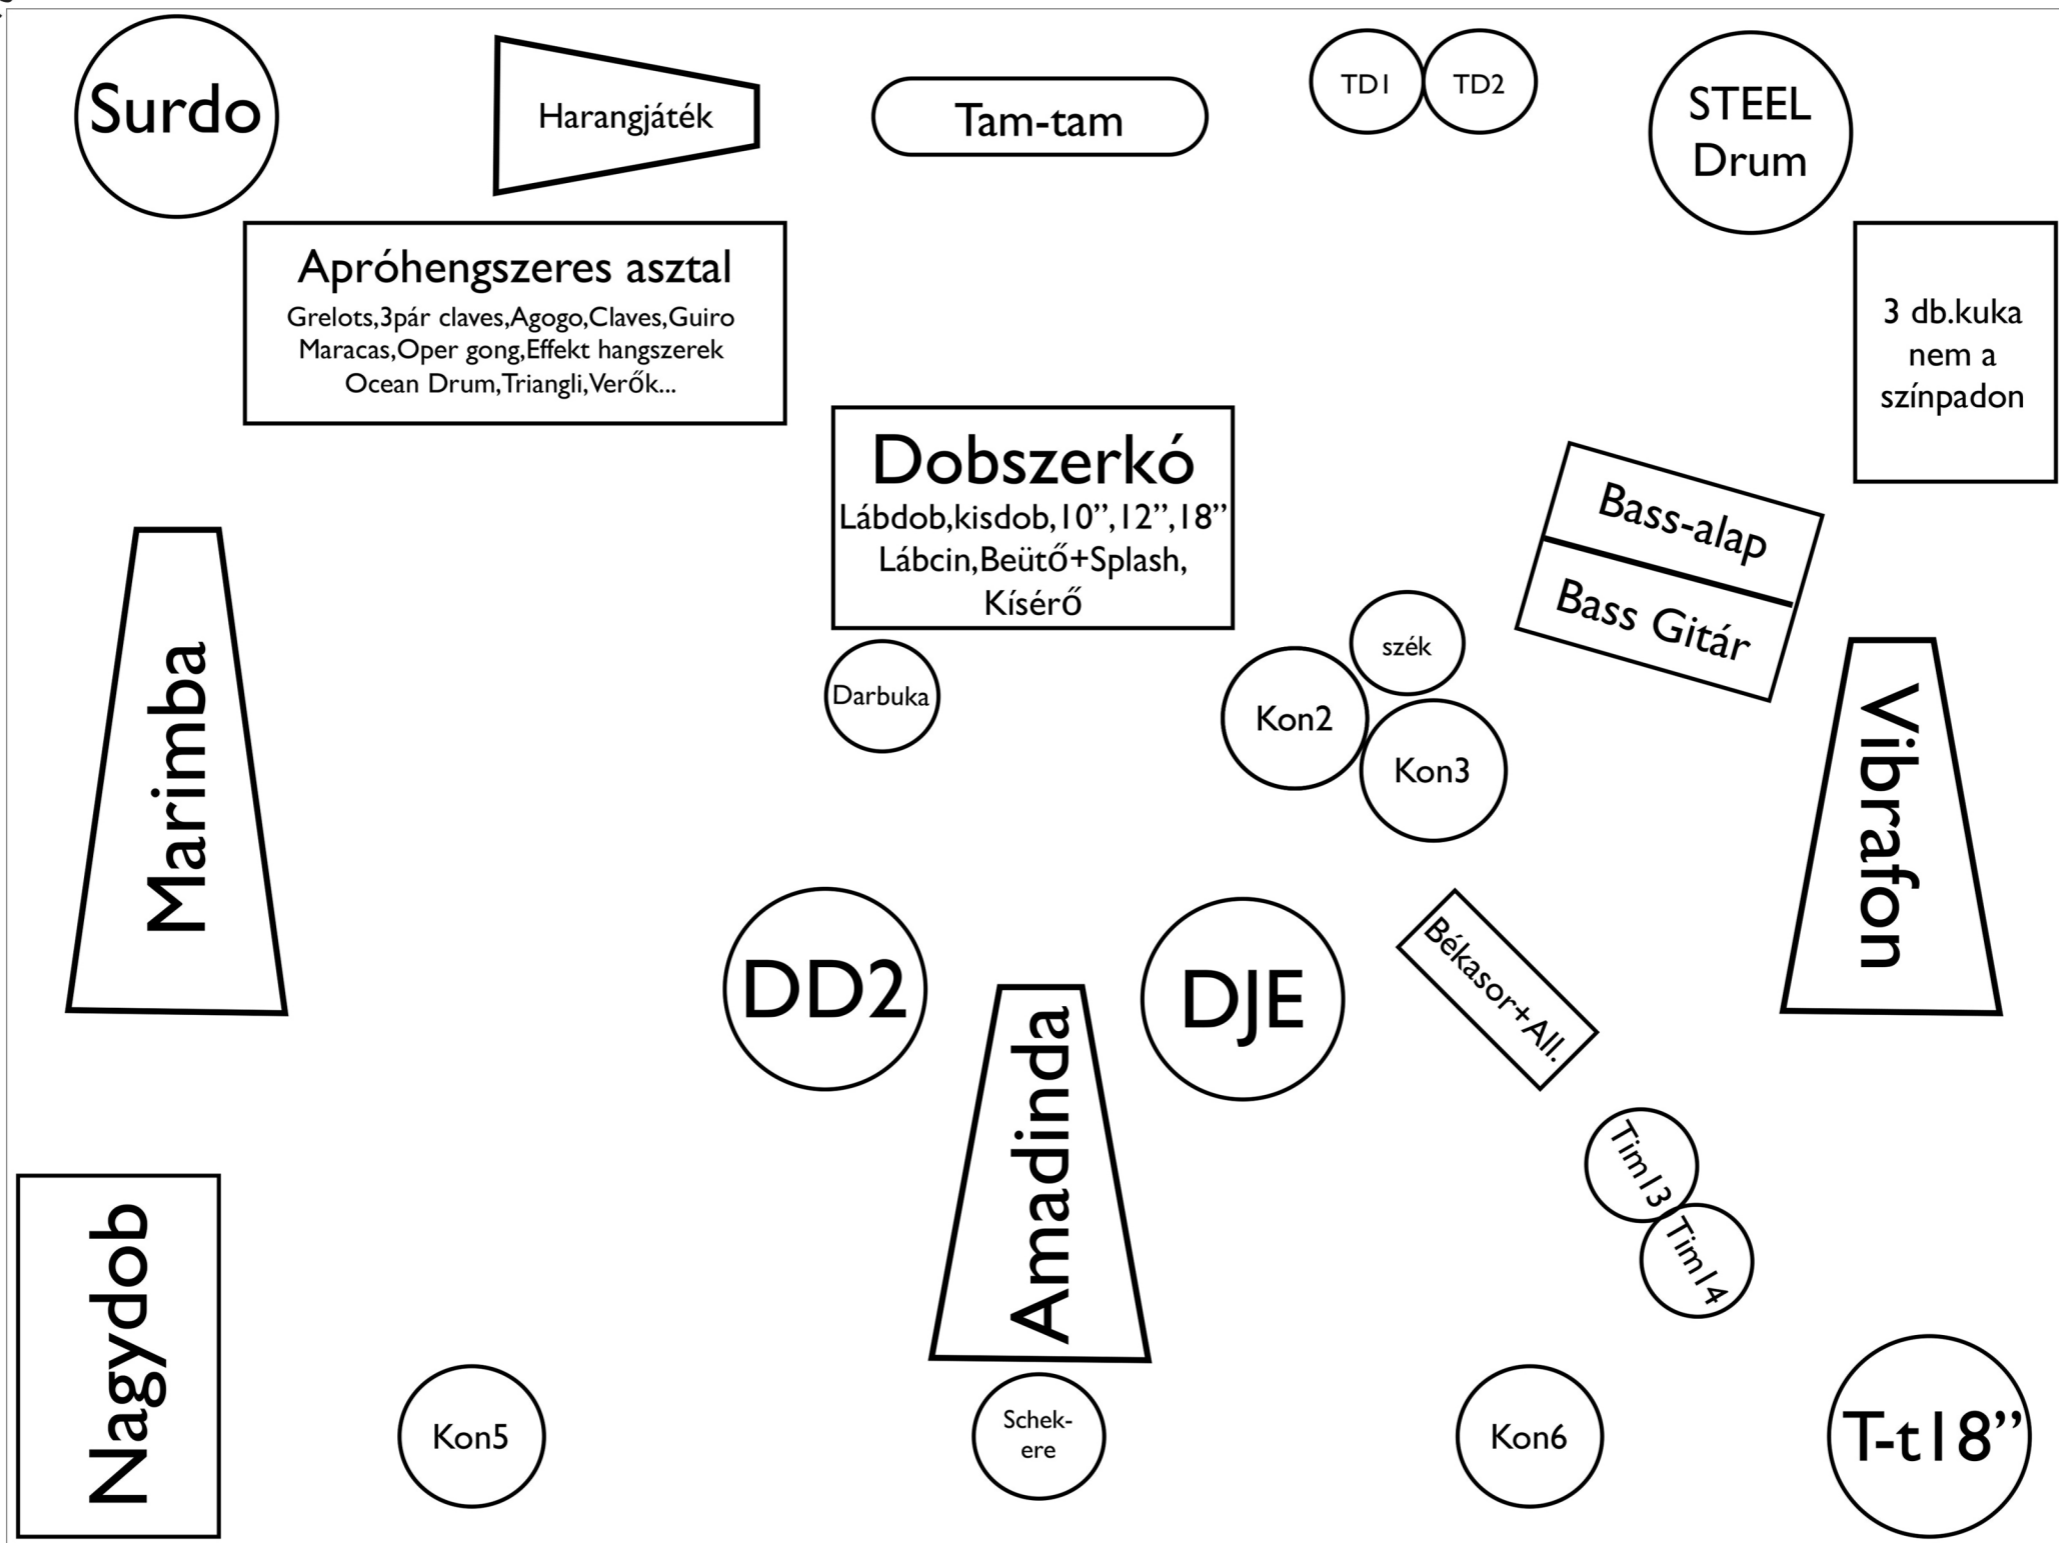 Surdo
Harangjáték
Tam-tam
TD1
TD2
STEEL
Drum
Apróhengszeres asztal
Grelots,3pár claves,Agogo,Claves,Guiro
Maracas,Oper gong,Effekt hangszerek
Ocean Drum,Triangli,Verők...
3 db.kuka
nem a
színpadon
Dobszerkó
Lábdob,kisdob,10”,12”,18”
Lábcin,Beütő+Splash,
Kísérő
Bass-alap
Bass Gitár
szék
Darbuka
Kon2
Kon3
Marimba
Vibrafon
DD2
DJE
Békasor+All.
Amadinda
Tim13
Tim14
Nagydob
Kon5
Schek-
ere
Kon6
T-t18”